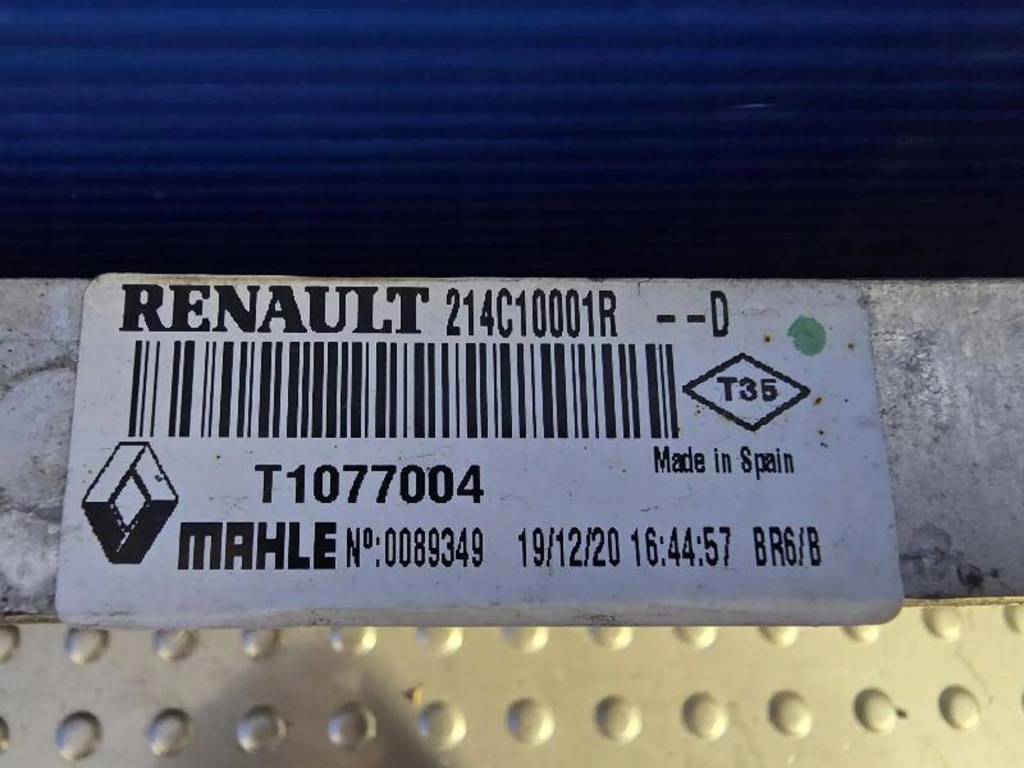 RENAULT 214C10001R --D
T35
Made in Spain
T1077004
MAHLE Nº:0089349 19/12/20 16:44:57 BR6/B